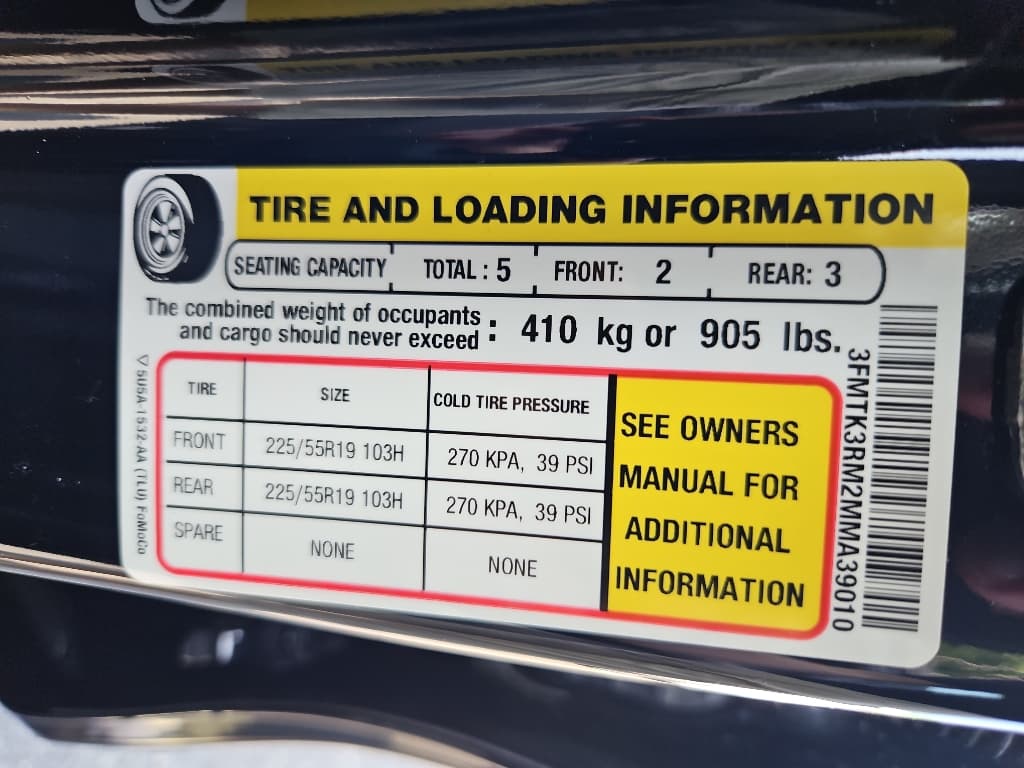 TIRE AND LOADING INFORMATION
SEATING CAPACITY TOTAL : 5 FRONT: 2 REAR: 3
The combined weight of occupants
and cargo should never exceed : 410 kg or 905 lbs.
TIRE SIZE COLD TIRE PRESSURE
FRONT 225/55R19 103H 270 KPA, 39 PSI
REAR 225/55R19 103H 270 KPA, 39 PSI
SPARE NONE NONE
SEE OWNERS
MANUAL FOR
ADDITIONAL
INFORMATION
3FMTK3RM2MMA39010
▽5U5A-1532-AA (TLU) FoMoCo